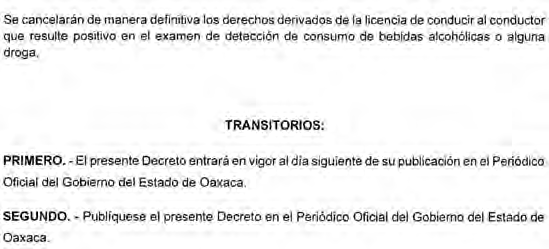 Se cancelarán de manera definitiva los derechos derivados de la licencia de conducir al conductor
que resulte positivo en el examen de detección de consumo de bebidas alcohólicas o alguna
droga.
TRANSITORIOS:
PRIMERO. - El presente Decreto entrará en vigor al día siguiente de su publicación en el Periódico
Oficial del Gobierno del Estado de Oaxaca.
SEGUNDO. - Publíquese el presente Decreto en el Periódico Oficial del Gobierno del Estado de
Oaxaca.